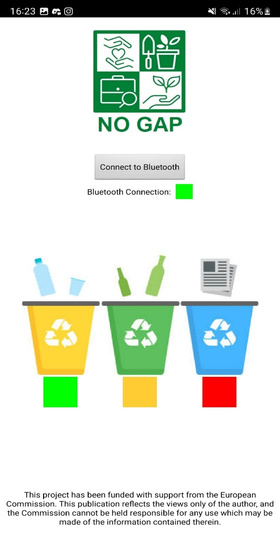 16:23
16%
NO GAP
Connect to Bluetooth
Bluetooth Connection:
This project has been funded with support from the European
Commission. This publication reflects the views only of the author, and
the Commission cannot be held responsible for any use which may be
made of the information contained therein.